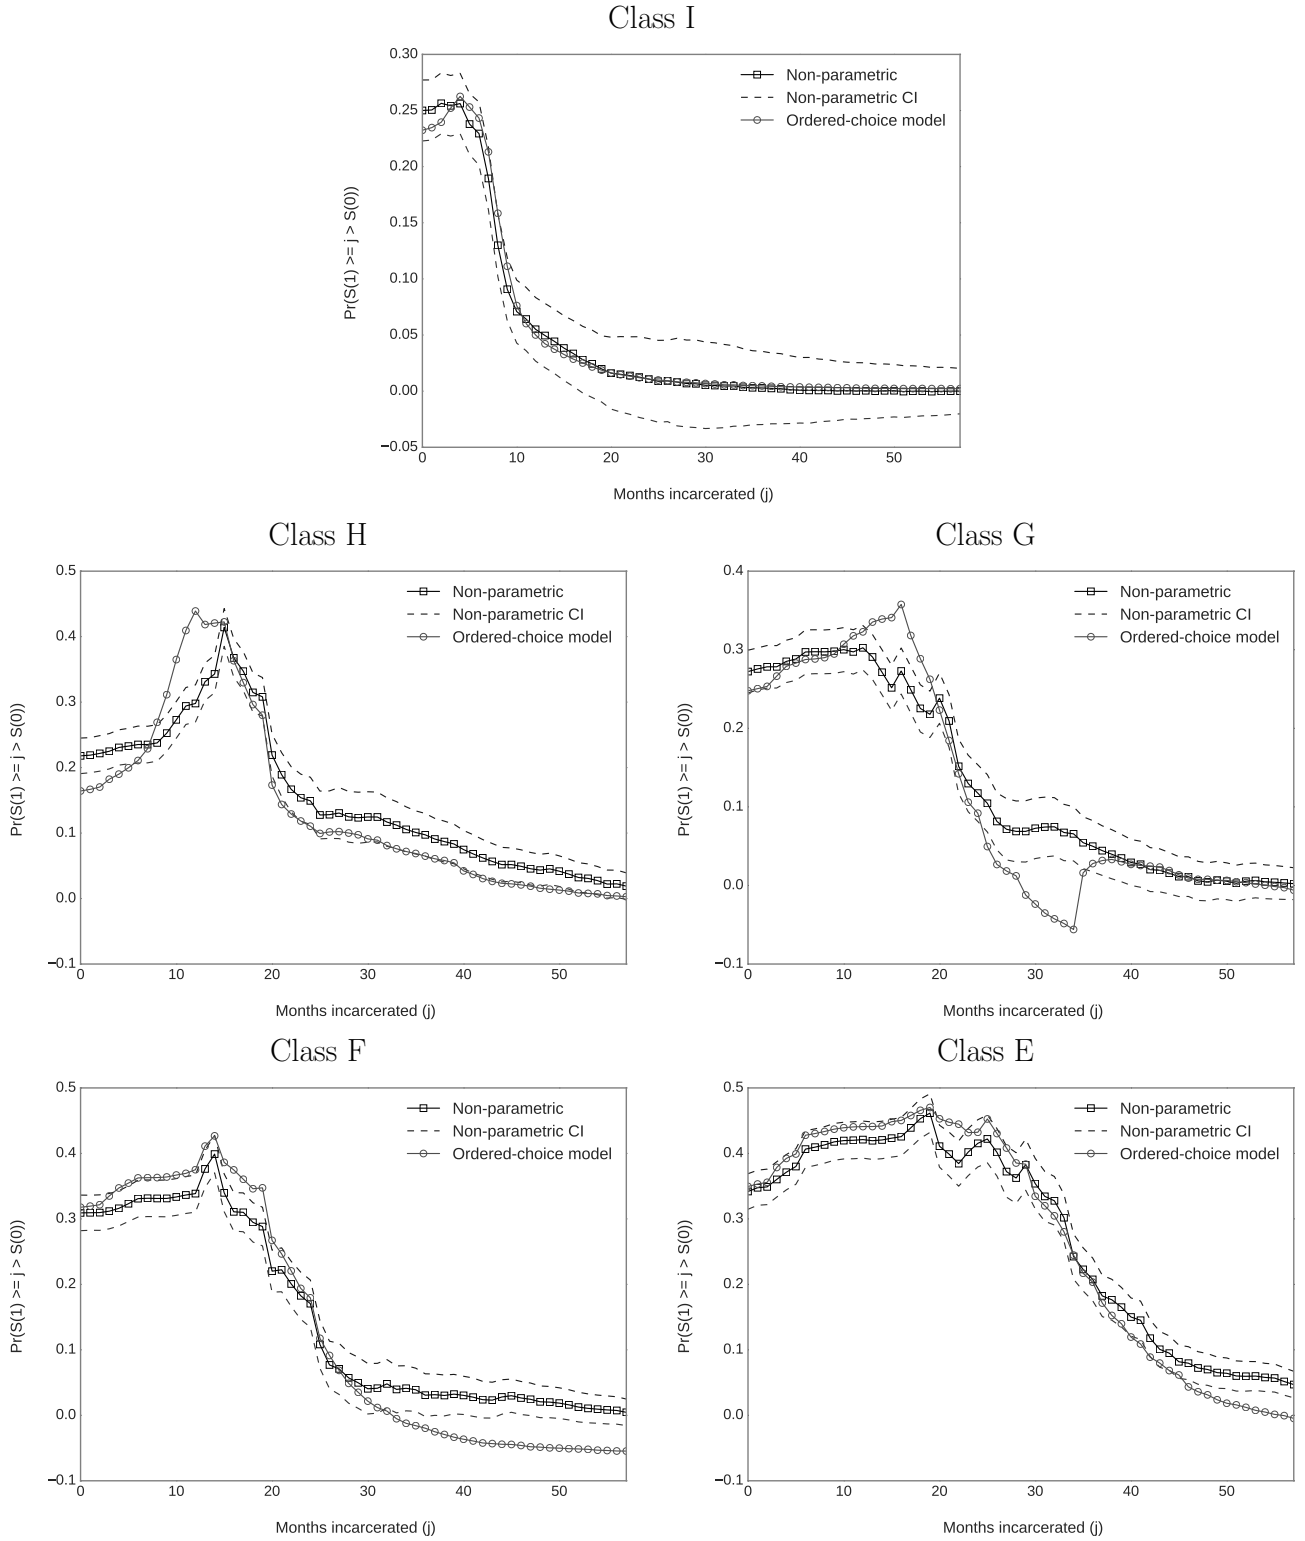 Class I
0.30
0.25
0.20
0.15
0.10
0.05
0.00
−0.05
Pr(S(1) >= j > S(0))
Non-parametric
Non-parametric CI
Ordered-choice model
0 10 20 30 40 50
Months incarcerated (j)
Class H
0.5
0.4
0.3
0.2
0.1
0.0
−0.1
Pr(S(1) >= j > S(0))
Non-parametric
Non-parametric CI
Ordered-choice model
0 10 20 30 40 50
Months incarcerated (j)
Class G
0.4
0.3
0.2
0.1
0.0
−0.1
Pr(S(1) >= j > S(0))
Non-parametric
Non-parametric CI
Ordered-choice model
0 10 20 30 40 50
Months incarcerated (j)
Class F
0.5
0.4
0.3
0.2
0.1
0.0
−0.1
Pr(S(1) >= j > S(0))
Non-parametric
Non-parametric CI
Ordered-choice model
0 10 20 30 40 50
Months incarcerated (j)
Class E
0.5
0.4
0.3
0.2
0.1
0.0
−0.1
Pr(S(1) >= j > S(0))
Non-parametric
Non-parametric CI
Ordered-choice model
0 10 20 30 40 50
Months incarcerated (j)